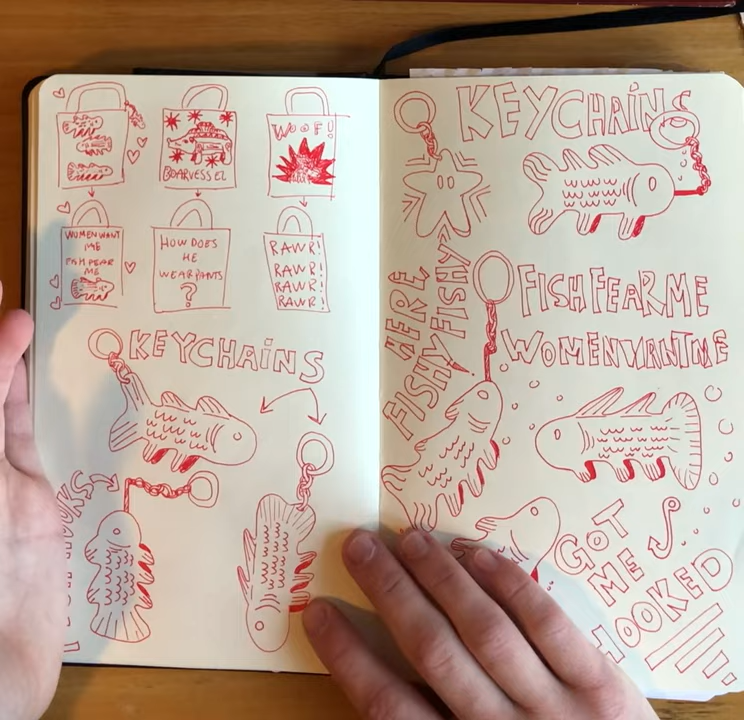 WOOF!
BOARVESSEL
WOMEN WANT
ME
FISH FEAR
ME
HOW DOES
HE
WEAR PANTS
?
RAWR!
RAWR!
RAWR!
RAWR!
KEYCHAINS
KEYCHAINS
HERE
FISHY FISHY!
FISH FEAR ME
WOMEN WANT ME
GOT
ME
HOOKED